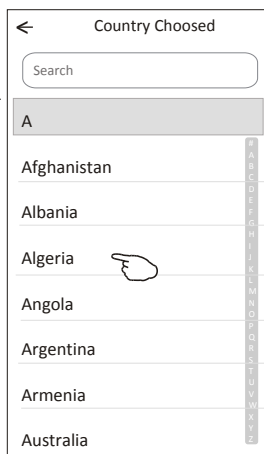 Country Choosed
Search
A
Afghanistan
Albania
Algeria
Angola
Argentina
Armenia
Australia
#
A
B
C
D
E
F
G
H
I
J
K
L
M
N
O
P
Q
R
S
T
U
V
W
X
Y
Z